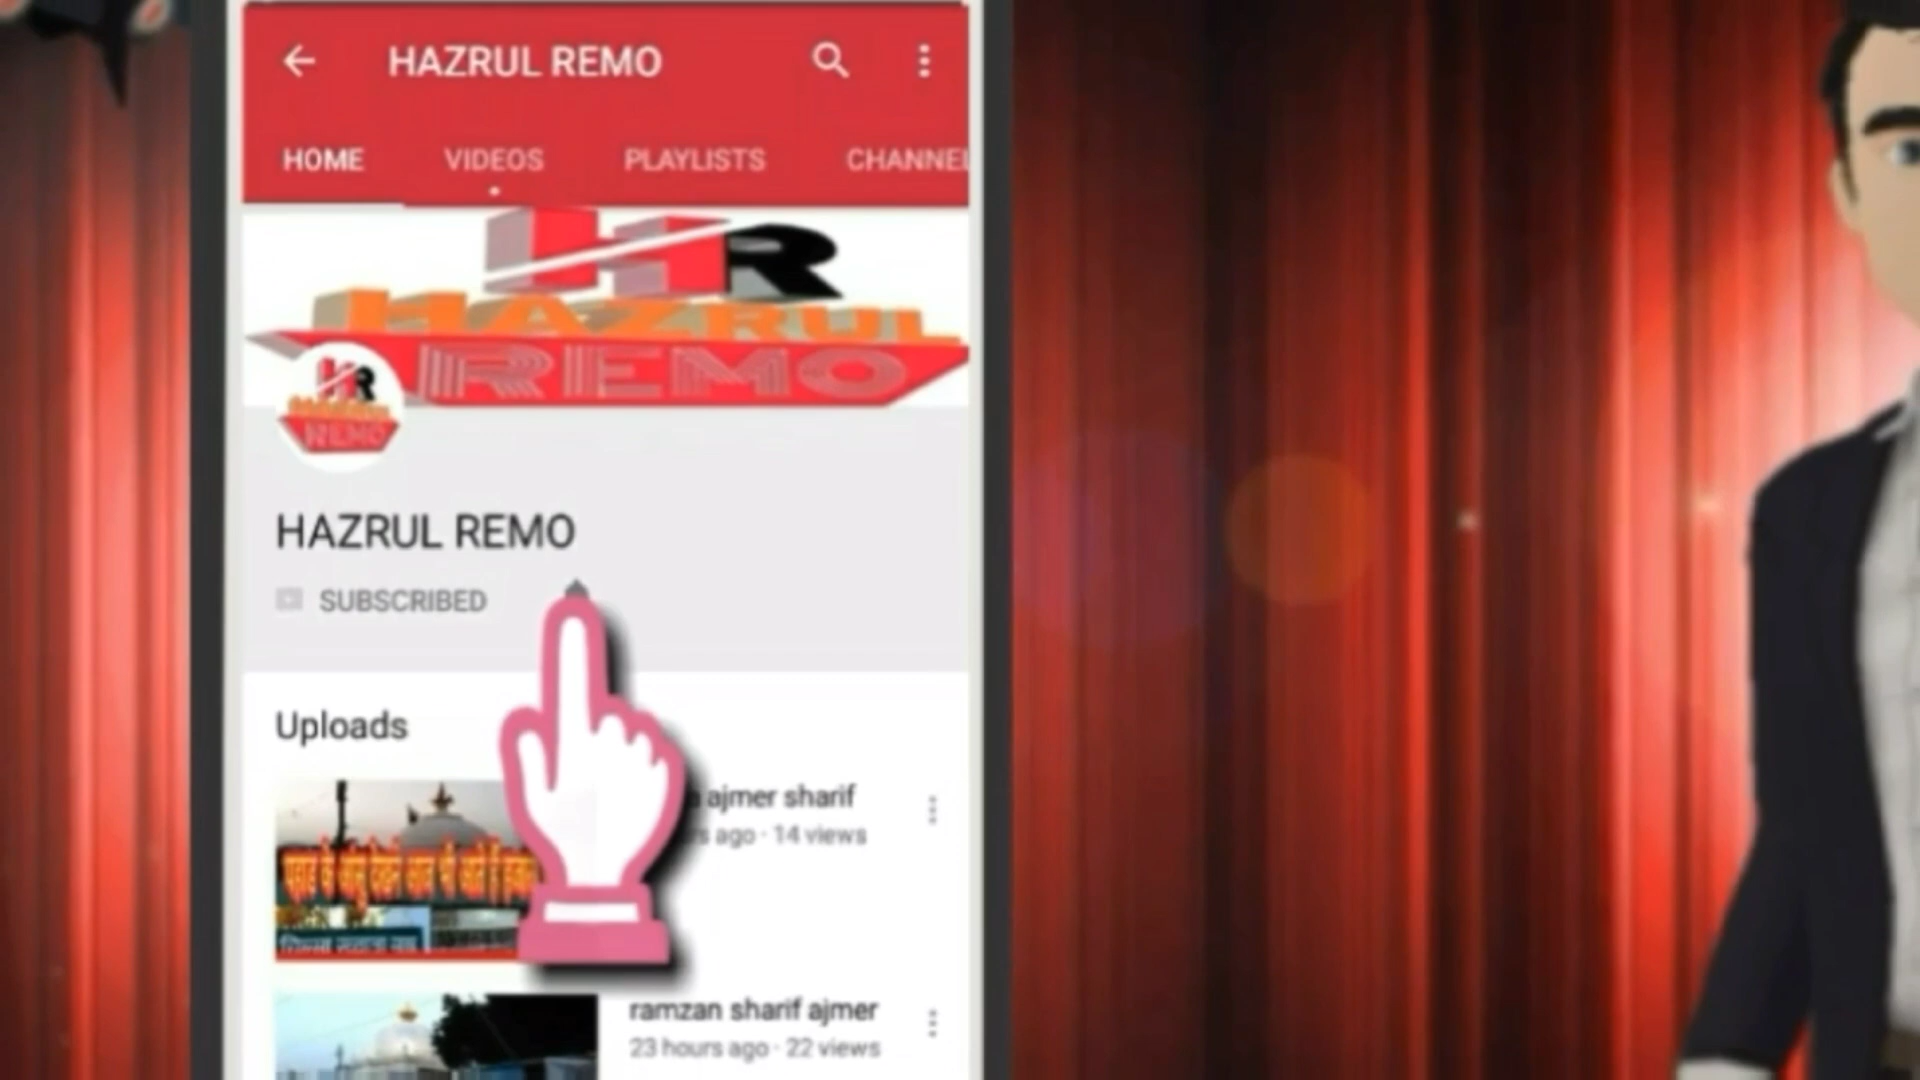 HAZRUL REMO
HOME VIDEOS PLAYLISTS CHANNEL
HR
HAZRUL
REMO
HR
REMO
HAZRUL REMO
SUBSCRIBED
Uploads
ajmer sharif
ago · 14 views
ramzan sharif ajmer
23 hours ago · 22 views